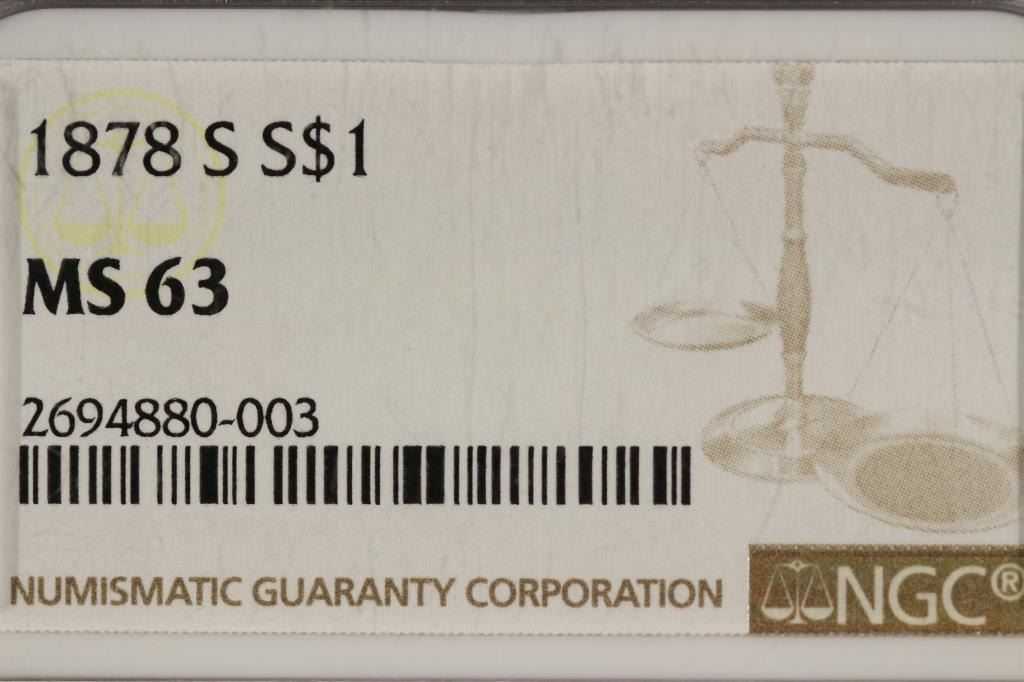 1878 S S$1
MS 63
2694880-003
NUMISMATIC GUARANTY CORPORATION
NGC®